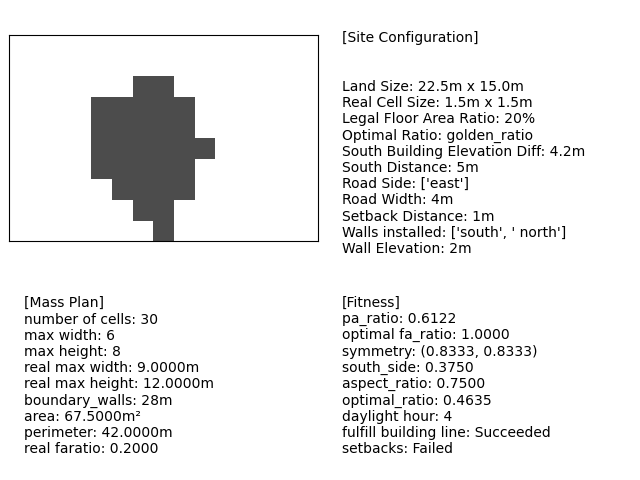 [Site Configuration]
Land Size: 22.5m x 15.0m
Real Cell Size: 1.5m x 1.5m
Legal Floor Area Ratio: 20%
Optimal Ratio: golden_ratio
South Building Elevation Diff: 4.2m
South Distance: 5m
Road Side: ['east']
Road Width: 4m
Setback Distance: 1m
Walls installed: ['south', ' north']
Wall Elevation: 2m
[Mass Plan]
number of cells: 30
max width: 6
max height: 8
real max width: 9.0000m
real max height: 12.0000m
boundary_walls: 28m
area: 67.5000m²
perimeter: 42.0000m
real faratio: 0.2000
[Fitness]
pa_ratio: 0.6122
optimal fa_ratio: 1.0000
symmetry: (0.8333, 0.8333)
south_side: 0.3750
aspect_ratio: 0.7500
optimal_ratio: 0.4635
daylight hour: 4
fulfill building line: Succeeded
setbacks: Failed